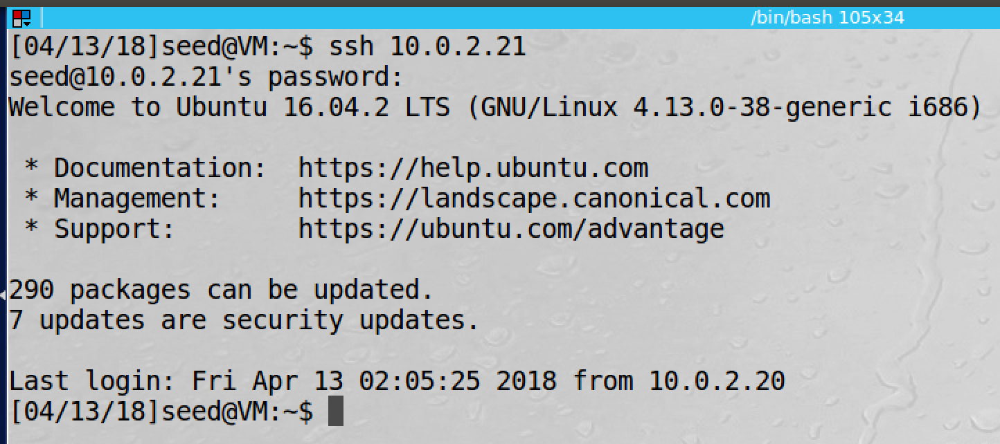 /bin/bash 105x34
[04/13/18]seed@VM:~$ ssh 10.0.2.21
seed@10.0.2.21's password:
Welcome to Ubuntu 16.04.2 LTS (GNU/Linux 4.13.0-38-generic i686)
* Documentation:  https://help.ubuntu.com
* Management:     https://landscape.canonical.com
* Support:        https://ubuntu.com/advantage
290 packages can be updated.
7 updates are security updates.
Last login: Fri Apr 13 02:05:25 2018 from 10.0.2.20
[04/13/18]seed@VM:~$